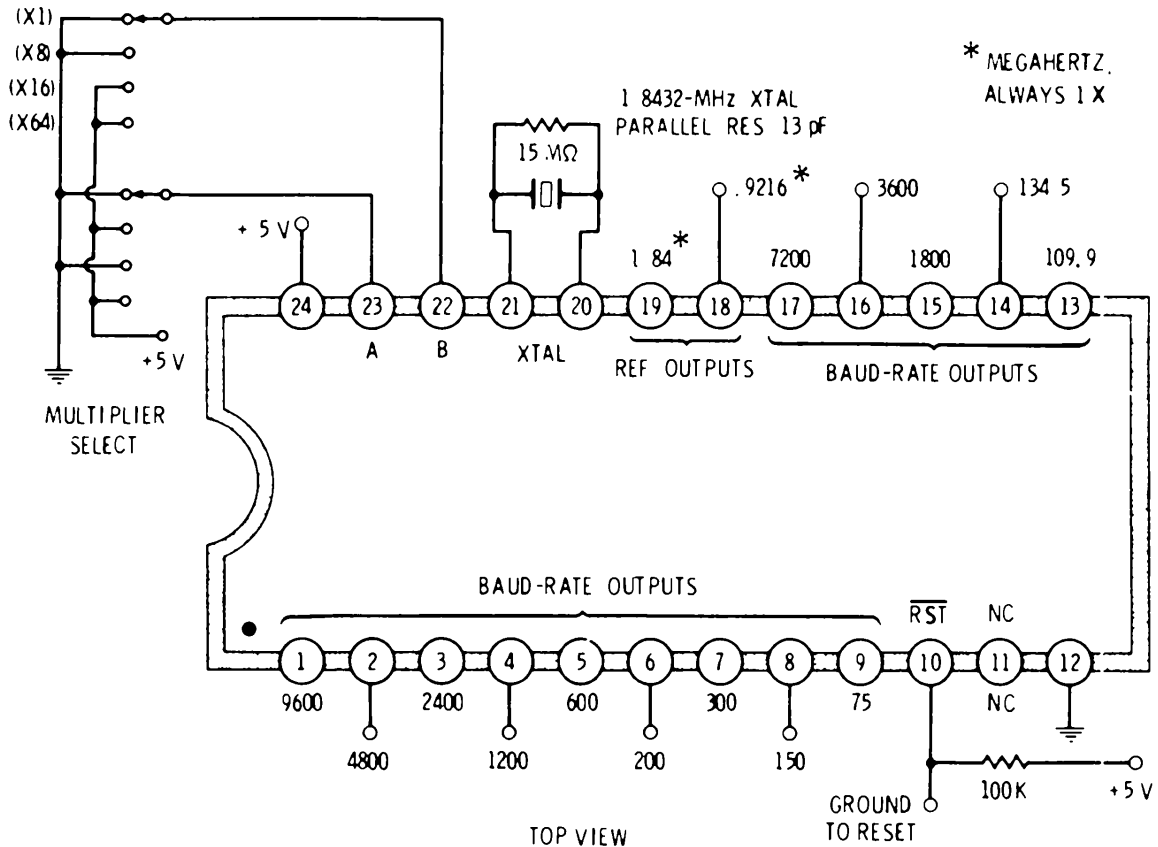 (X1)
(X8)
(X16)
(X64)
* MEGAHERTZ.
ALWAYS 1X
1 8432-MHz XTAL
PARALLEL RES 13 pF
15 MΩ
+5 V
1 84*
.9216*
7200
3600
1800
134 5
109.9
24
23
22
21
20
19
18
17
16
15
14
13
+5 V
A
B
XTAL
REF OUTPUTS
BAUD-RATE OUTPUTS
MULTIPLIER
SELECT
BAUD-RATE OUTPUTS
RST
NC
1
2
3
4
5
6
7
8
9
10
11
12
9600
2400
600
300
75
NC
4800
1200
200
150
100K
+5 V
GROUND
TO RESET
TOP VIEW